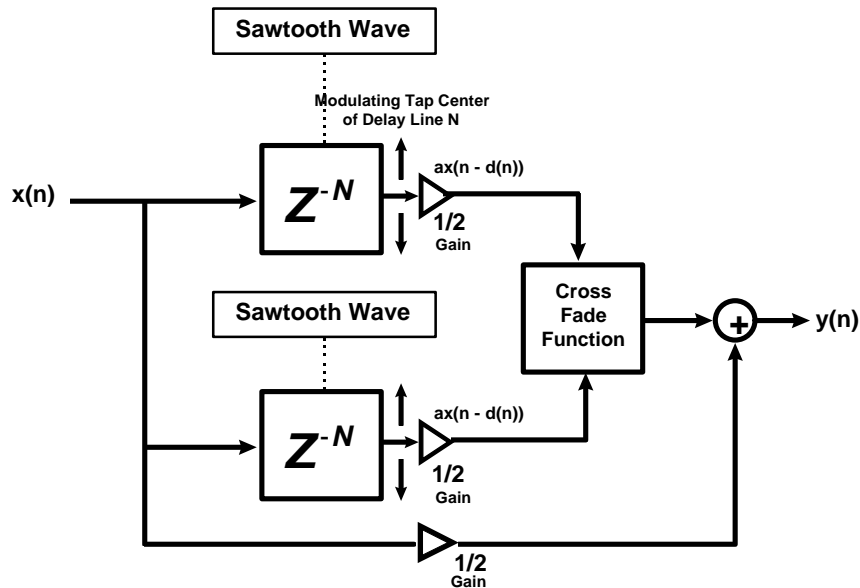 Sawtooth Wave
Modulating Tap Center
of Delay Line N
x(n)
Z^-N
ax(n - d(n))
1/2
Gain
Sawtooth Wave
Cross
Fade
Function
+
y(n)
Z^-N
ax(n - d(n))
1/2
Gain
1/2
Gain